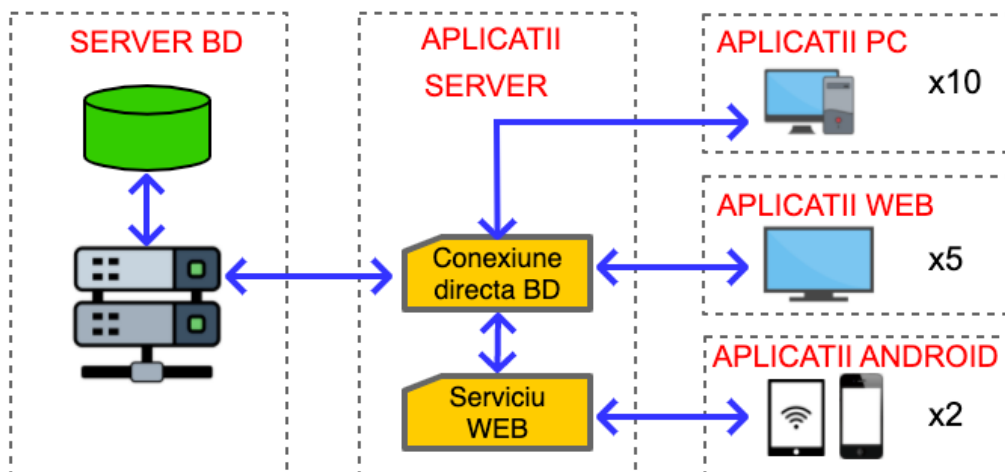 SERVER BD
APLICATII
SERVER
Conexiune
directa BD
Serviciu
WEB
APLICATII PC
x10
APLICATII WEB
x5
APLICATII ANDROID
x2